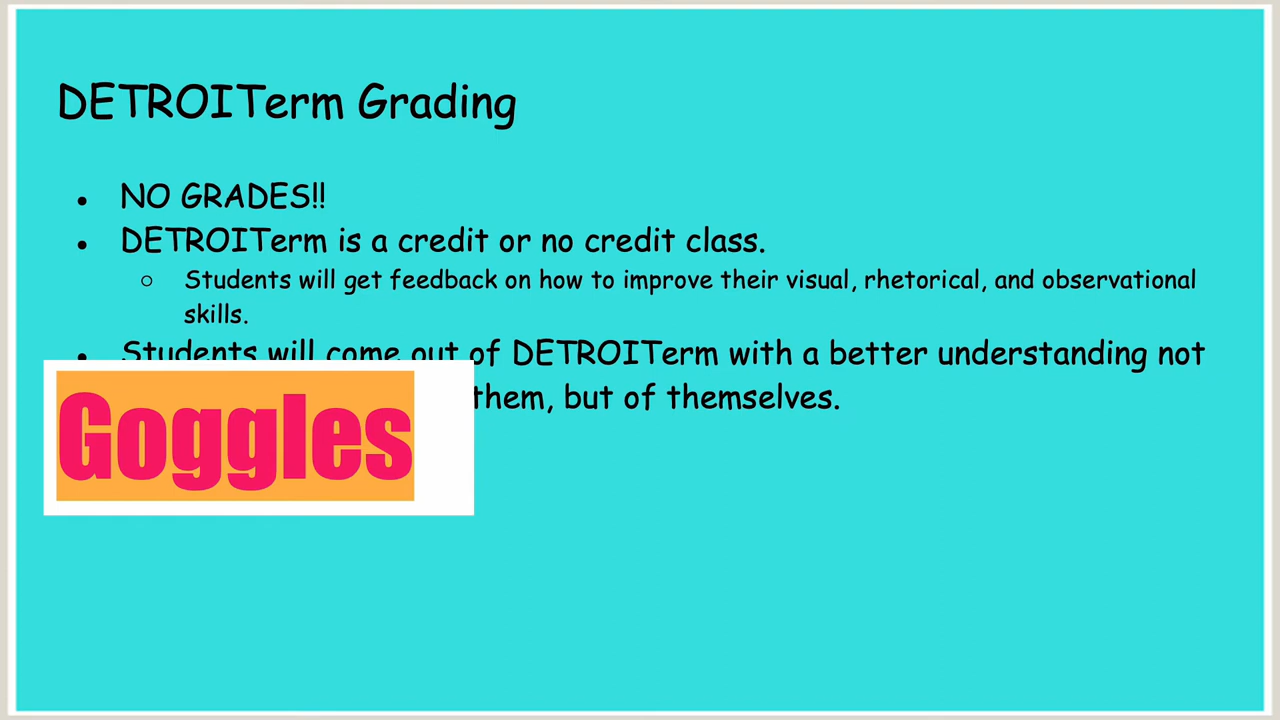 DETROITerm Grading
NO GRADES!!
DETROITerm is a credit or no credit class.
Students will get feedback on how to improve their visual, rhetorical, and observational
skills.
Students will come out of DETROITerm with a better understanding not
them, but of themselves.
Goggles